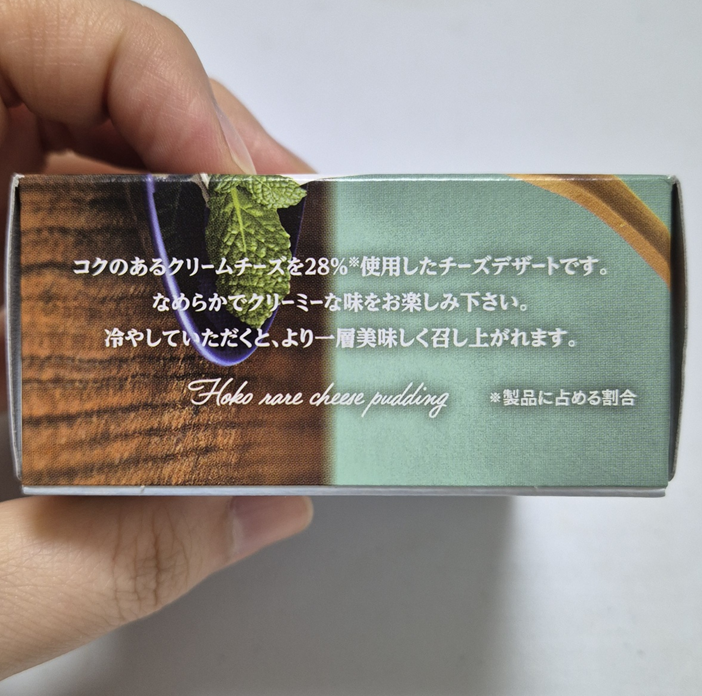 コクのあるクリームチーズを28%※使用したチーズデザートです。
なめらかでクリーミーな味をお楽しみ下さい。
冷やしていただくと、より一層美味しく召し上がれます。
Hoko rare cheese pudding
※製品に占める割合